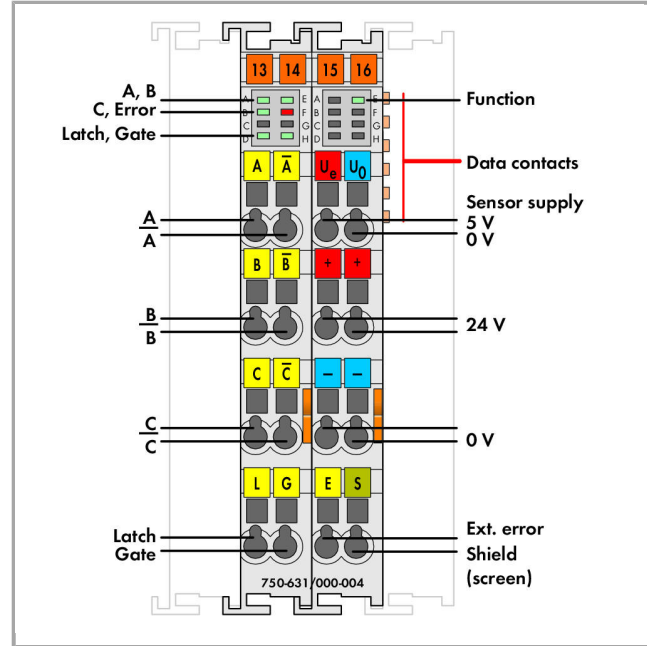 13 14 15 16
A, B
C, Error
Latch, Gate
A E A E
B F B F
C G C G
D H D H
Function
Data contacts
A A̅ Ue U0
Sensor supply
A
A̅
5 V
0 V
B B̅ + +
B
B̅
24 V
C C̅ – –
C
C̅
0 V
L G E S
Latch
Gate
Ext. error
Shield
(screen)
750-631/000-004